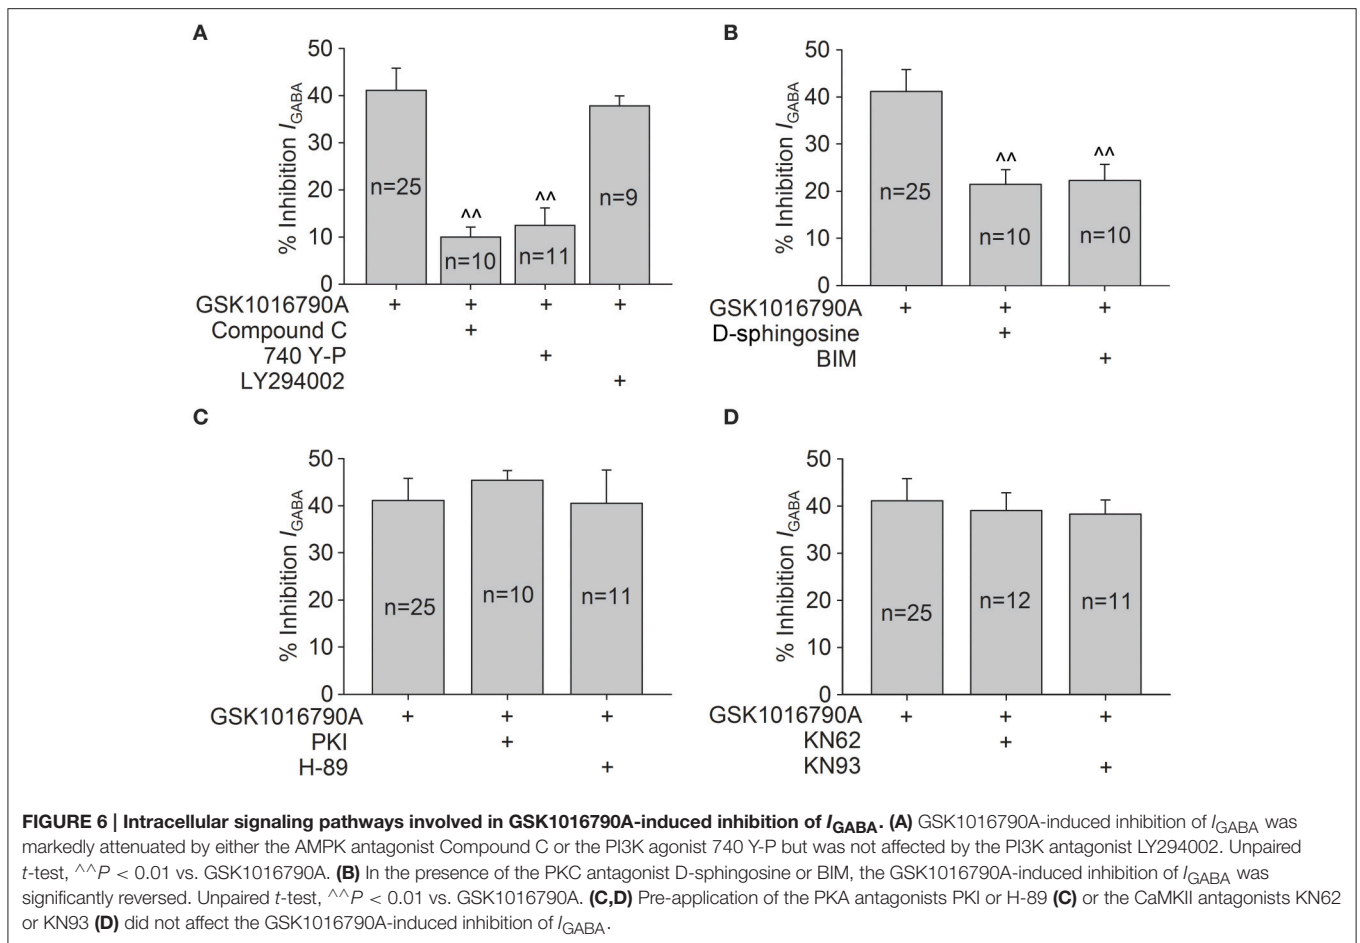 A
50
40
30
20
10
0
% Inhibition I_GABA
n=25
^^
n=10
^^
n=11
n=9
GSK1016790A + + + +
Compound C +
740 Y-P +
LY294002 +
B
50
40
30
20
10
0
% Inhibition I_GABA
n=25
^^
n=10
^^
n=10
GSK1016790A + + +
D-sphingosine +
BIM +
C
50
40
30
20
10
0
% Inhibition I_GABA
n=25
n=10
n=11
GSK1016790A + + +
PKI +
H-89 +
D
50
40
30
20
10
0
% Inhibition I_GABA
n=25
n=12
n=11
GSK1016790A + + +
KN62 +
KN93 +
FIGURE 6 | Intracellular signaling pathways involved in GSK1016790A-induced inhibition of I_GABA. (A) GSK1016790A-induced inhibition of I_GABA was
markedly attenuated by either the AMPK antagonist Compound C or the PI3K agonist 740 Y-P but was not affected by the PI3K antagonist LY294002. Unpaired
t-test, ^^P < 0.01 vs. GSK1016790A. (B) In the presence of the PKC antagonist D-sphingosine or BIM, the GSK1016790A-induced inhibition of I_GABA was
significantly reversed. Unpaired t-test, ^^P < 0.01 vs. GSK1016790A. (C,D) Pre-application of the PKA antagonists PKI or H-89 (C) or the CaMKII antagonists KN62
or KN93 (D) did not affect the GSK1016790A-induced inhibition of I_GABA.